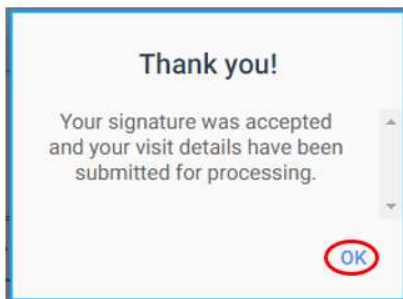 Thank you!
Your signature was accepted
and your visit details have been
submitted for processing.
OK